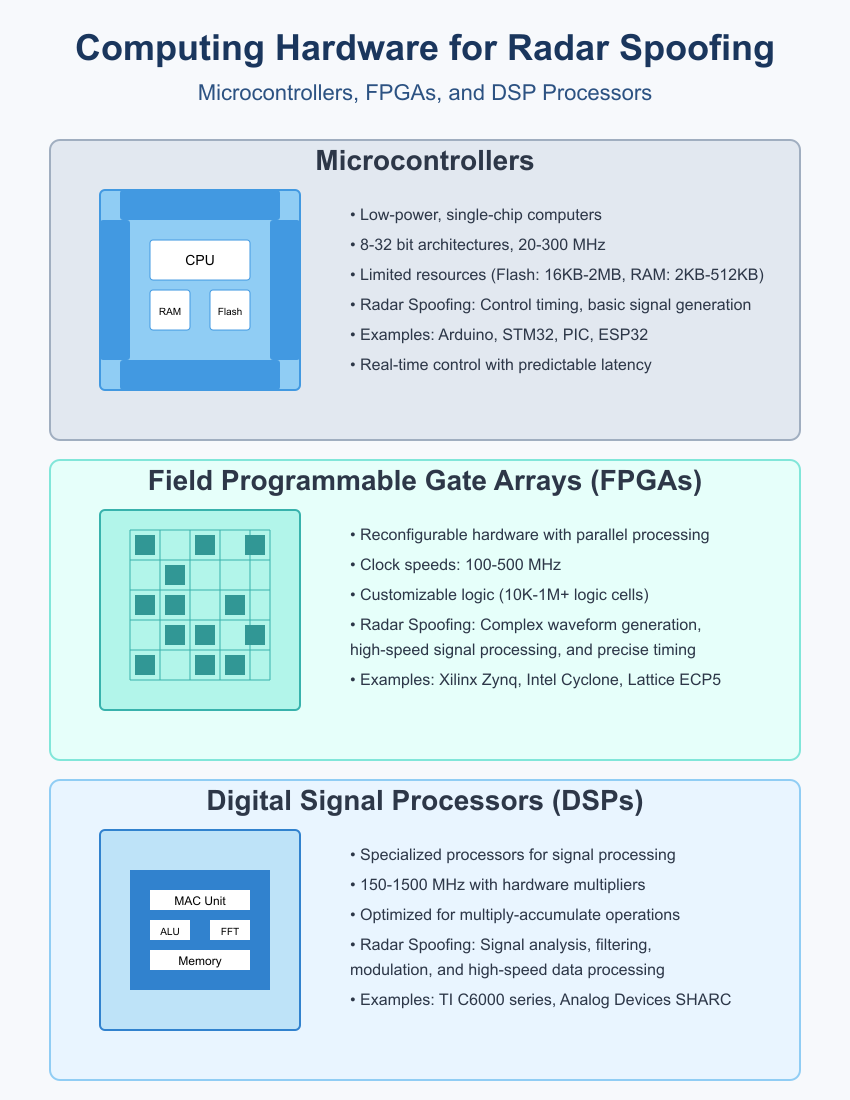 Computing Hardware for Radar Spoofing
Microcontrollers, FPGAs, and DSP Processors
Microcontrollers
CPU
RAM
Flash
• Low-power, single-chip computers
• 8-32 bit architectures, 20-300 MHz
• Limited resources (Flash: 16KB-2MB, RAM: 2KB-512KB)
• Radar Spoofing: Control timing, basic signal generation
• Examples: Arduino, STM32, PIC, ESP32
• Real-time control with predictable latency
Field Programmable Gate Arrays (FPGAs)
• Reconfigurable hardware with parallel processing
• Clock speeds: 100-500 MHz
• Customizable logic (10K-1M+ logic cells)
• Radar Spoofing: Complex waveform generation,
high-speed signal processing, and precise timing
• Examples: Xilinx Zynq, Intel Cyclone, Lattice ECP5
Digital Signal Processors (DSPs)
MAC Unit
ALU
FFT
Memory
• Specialized processors for signal processing
• 150-1500 MHz with hardware multipliers
• Optimized for multiply-accumulate operations
• Radar Spoofing: Signal analysis, filtering,
modulation, and high-speed data processing
• Examples: TI C6000 series, Analog Devices SHARC